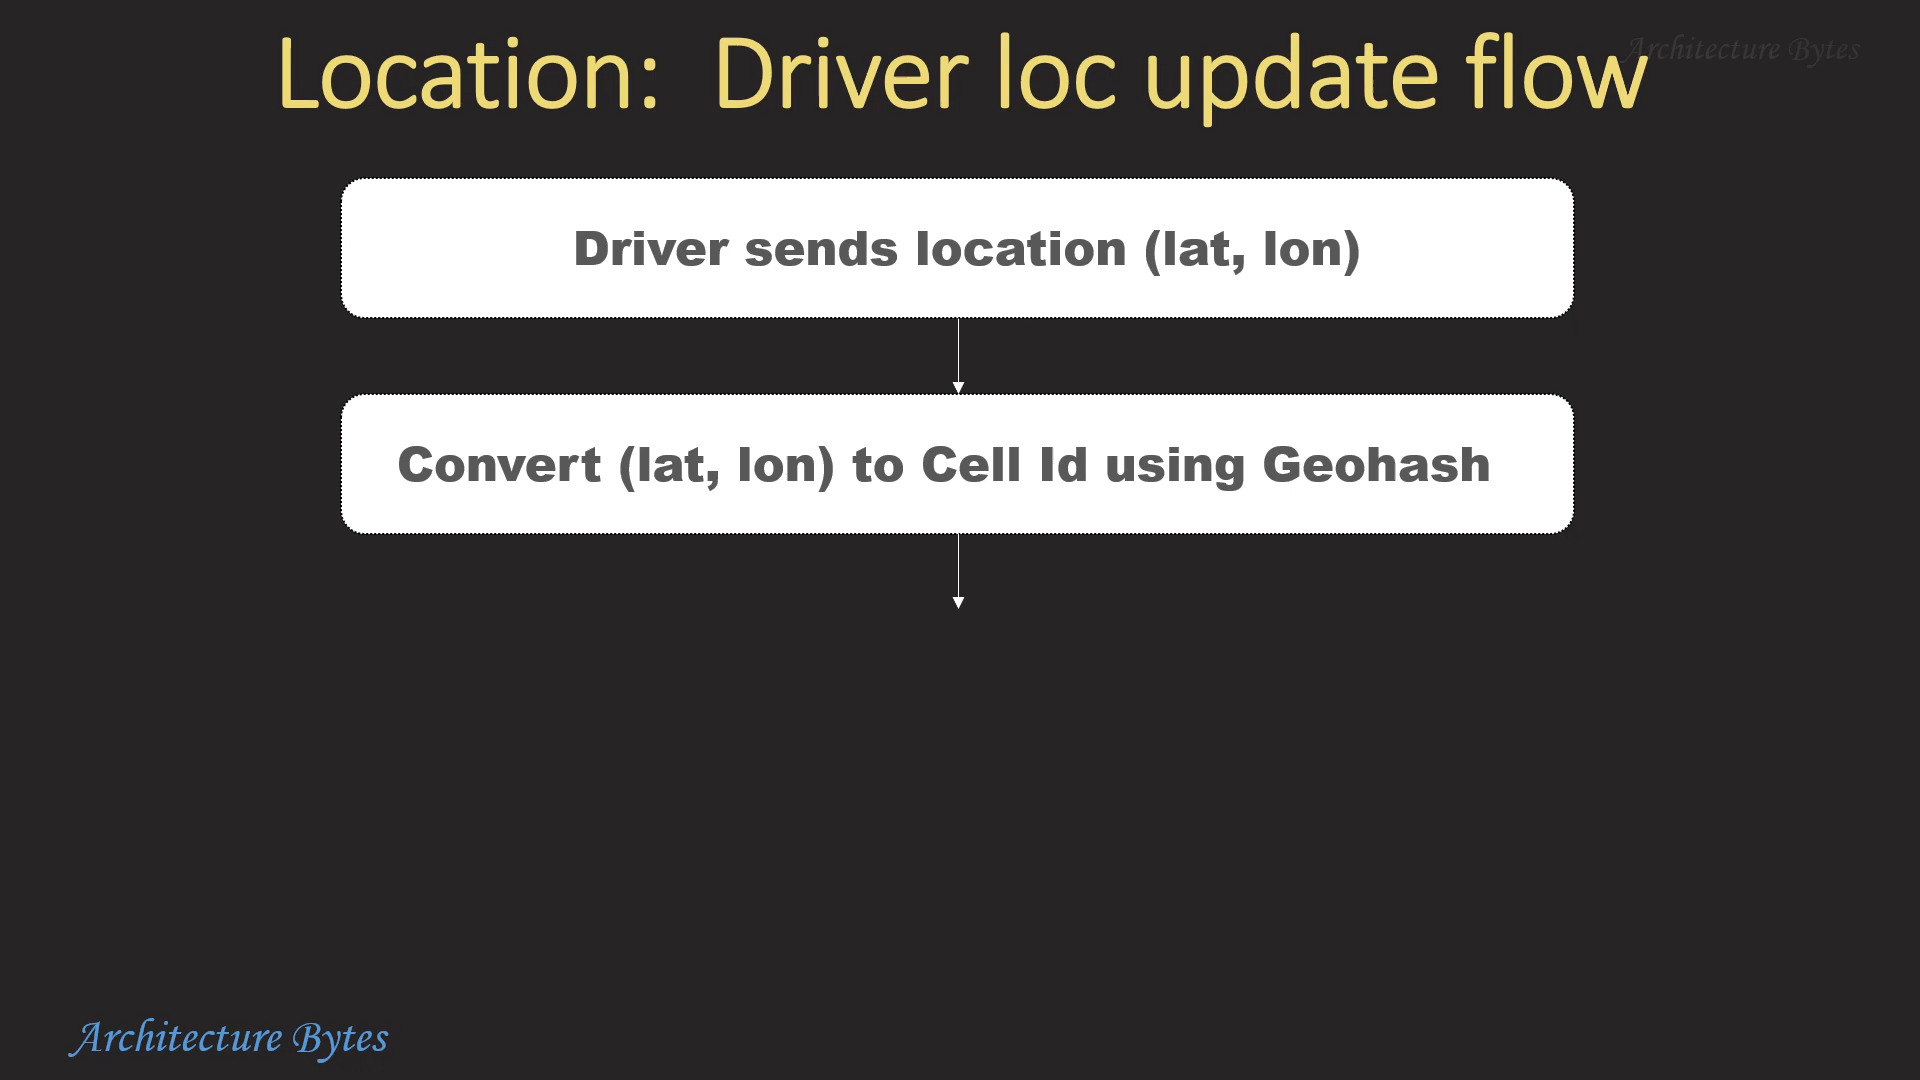 Location:  Driver loc update flow
Architecture Bytes
Driver sends location (lat, lon)
Convert (lat, lon) to Cell Id using Geohash
Architecture Bytes